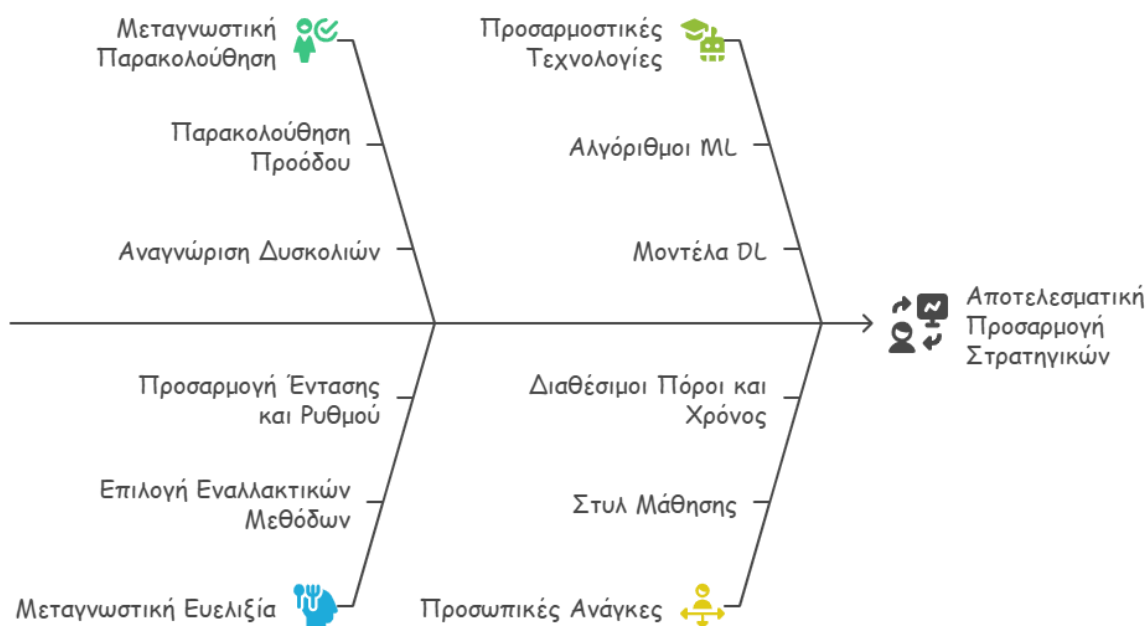 Μεταγνωστική
Παρακολούθηση
Παρακολούθηση
Προόδου
Αναγνώριση Δυσκολιών
Προσαρμοστικές
Τεχνολογίες
Αλγόριθμοι ML
Μοντέλα DL
Αποτελεσματική
Προσαρμογή
Στρατηγικών
Προσαρμογή Έντασης
και Ρυθμού
Επιλογή Εναλλακτικών
Μεθόδων
Μεταγνωστική Ευελιξία
Διαθέσιμοι Πόροι και
Χρόνος
Στυλ Μάθησης
Προσωπικές Ανάγκες